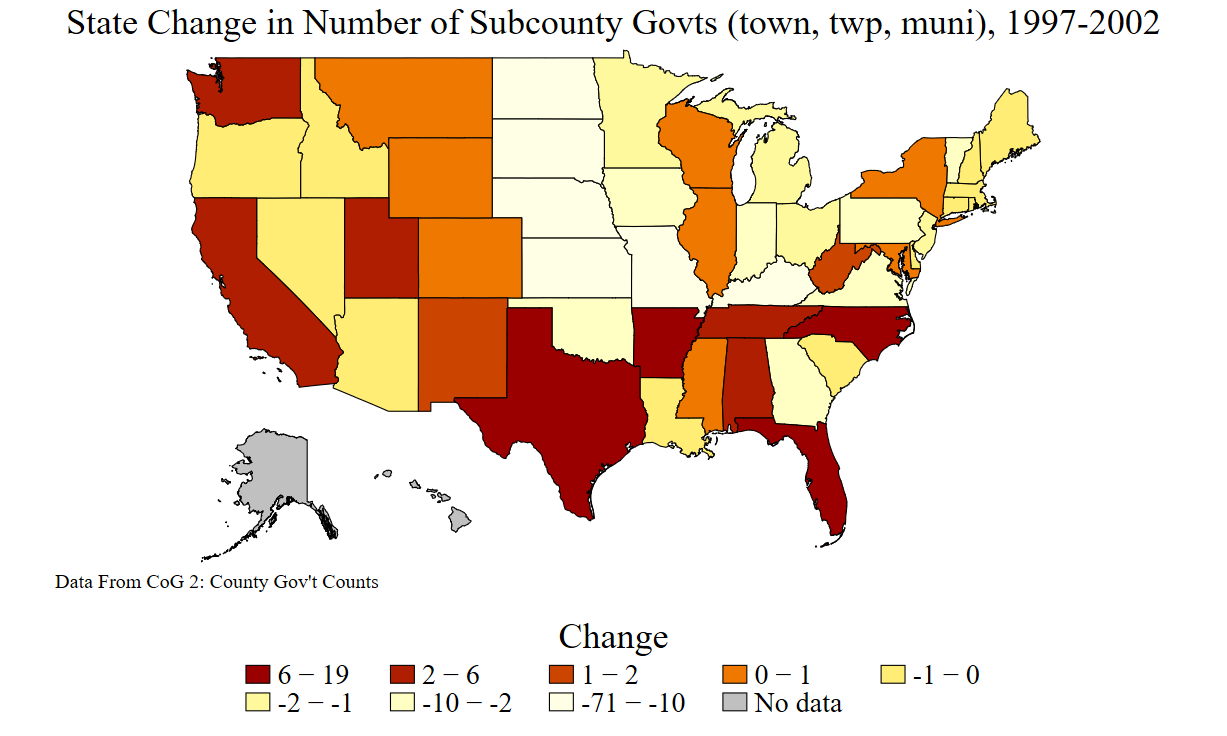 State Change in Number of Subcounty Govts (town, twp, muni), 1997-2002
Data From CoG 2: County Gov't Counts
Change
6 − 19 2 − 6 1 − 2 0 − 1 -1 − 0
-2 − -1 -10 − -2 -71 − -10 No data